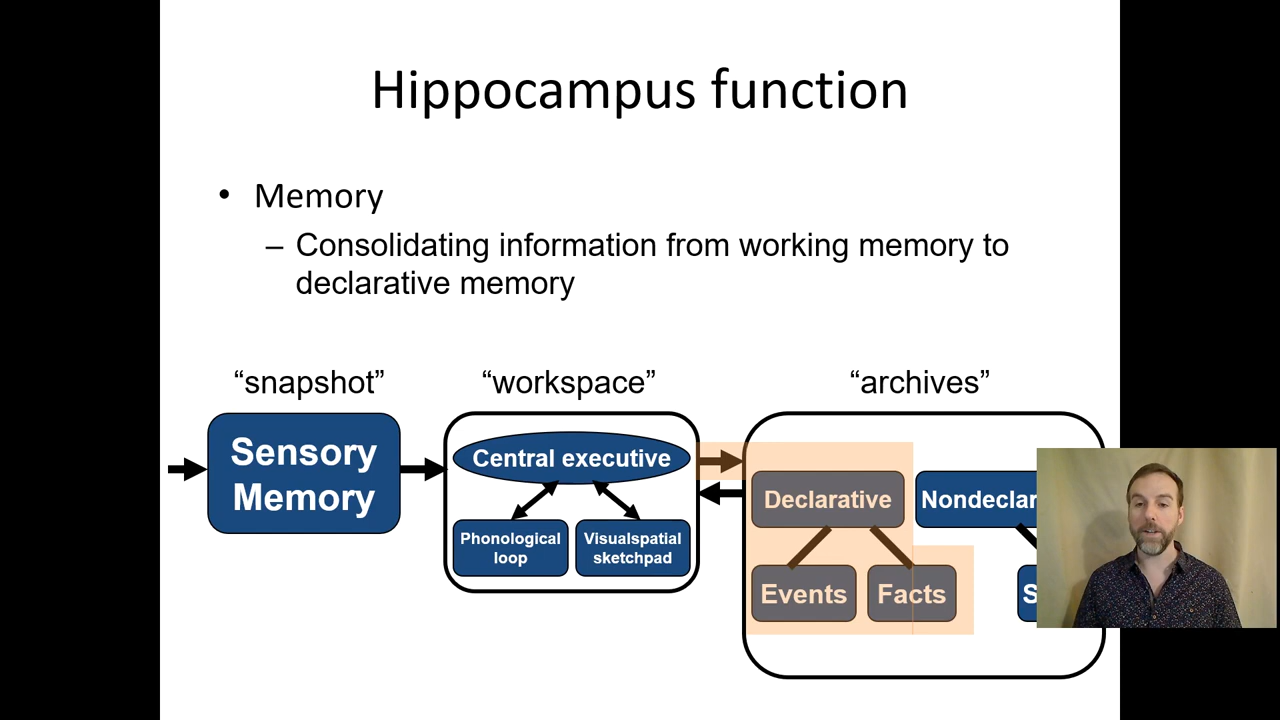 Hippocampus function
• Memory
– Consolidating information from working memory to
declarative memory
“snapshot”
“workspace”
“archives”
Sensory
Memory
Central executive
Phonological
loop
Visualspatial
sketchpad
Declarative
Nondeclar
Events
Facts
S